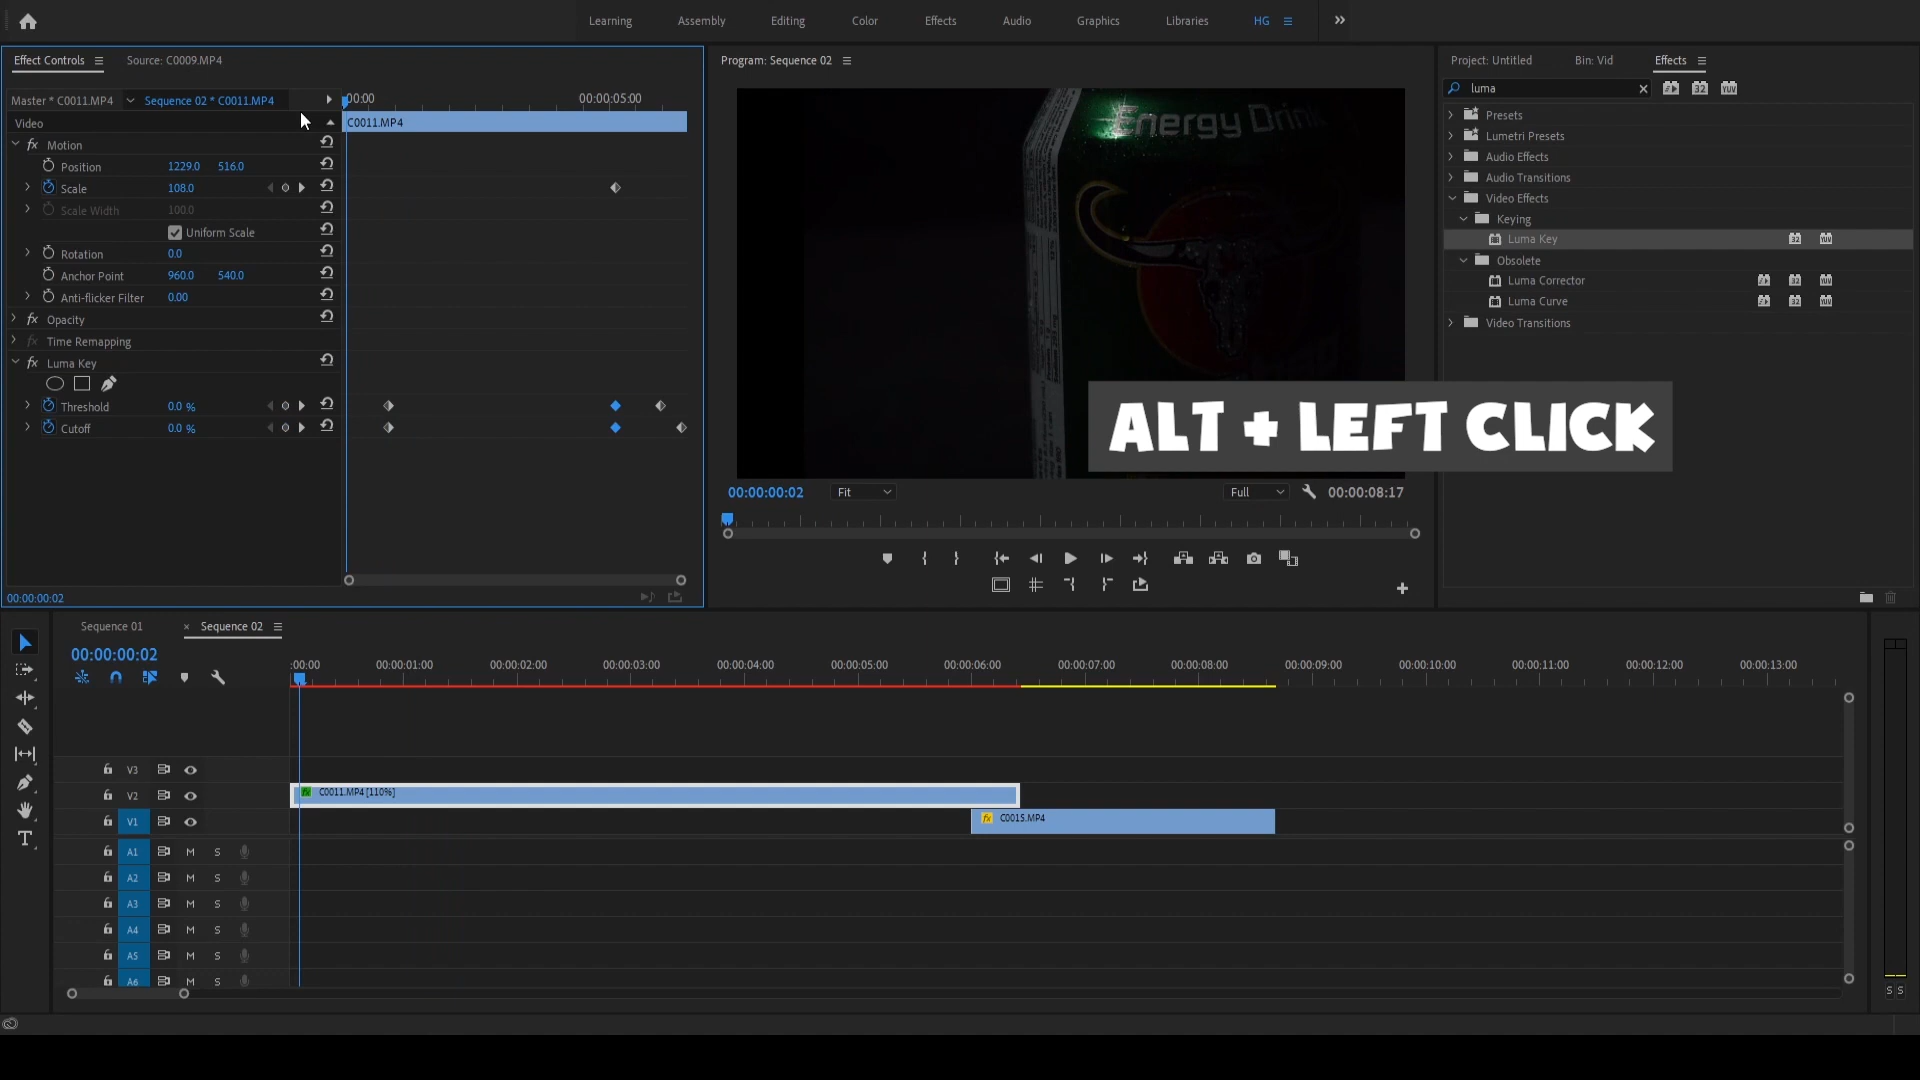 Learning Assembly Editing Color Effects Audio Graphics Libraries HG
Effect Controls Source: C0009.MP4
Master * C0011.MP4 Sequence 02 * C0011.MP4
:00:00 00:00:05:00
Video
C0011.MP4
fx Motion
Position 1229.0 516.0
Scale 108.0
Scale Width 100.0
Uniform Scale
Rotation 0.0
Anchor Point 960.0 540.0
Anti-flicker Filter 0.00
fx Opacity
fx Time Remapping
fx Luma Key
Threshold 0.0 %
Cutoff 0.0 %
00:00:00:02
Program: Sequence 02
Energy Drink
ALT + LEFT CLICK
00:00:00:02 Fit Full 00:00:08:17
Project: Untitled Bin: Vid Effects
luma
Presets
Lumetri Presets
Audio Effects
Audio Transitions
Video Effects
Keying
Luma Key
Obsolete
Luma Corrector
Luma Curve
Video Transitions
Sequence 01 × Sequence 02
00:00:00:02
:00:00 00:00:01:00 00:00:02:00 00:00:03:00 00:00:04:00 00:00:05:00 00:00:06:00 00:00:07:00 00:00:08:00 00:00:09:00 00:00:10:00 00:00:11:00 00:00:12:00 00:00:13:00
V3
V2 fx C0011.MP4 [110%]
V1 fx C0015.MP4
A1 M S
A2 M S
A3 M S
A4 M S
A5 M S
A6 M S
S S